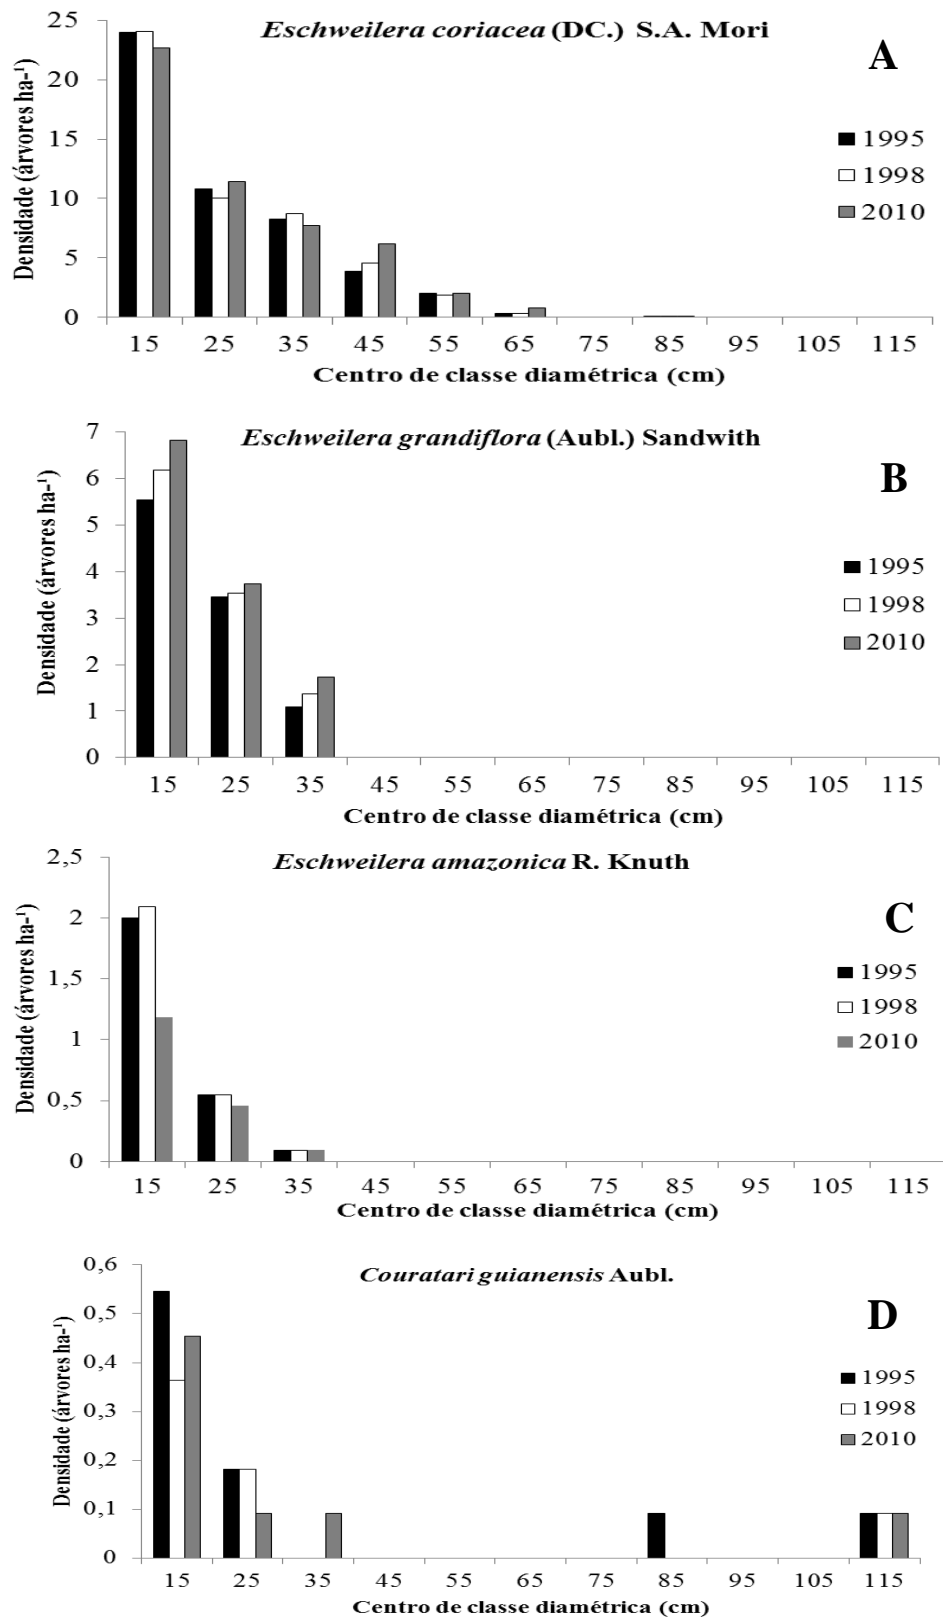 Eschweilera coriacea (DC.) S.A. Mori
A
Densidade (árvores ha-¹)
25
20
15
10
5
0
1995
1998
2010
15 25 35 45 55 65 75 85 95 105 115
Centro de classe diamétrica (cm)
Eschweilera grandiflora (Aubl.) Sandwith
B
Densidade (árvores ha-¹)
7
6
5
4
3
2
1
0
1995
1998
2010
15 25 35 45 55 65 75 85 95 105 115
Centro de classe diamétrica (cm)
Eschweilera amazonica R. Knuth
C
Densidade (árvores ha-¹)
2,5
2
1,5
1
0,5
0
1995
1998
2010
15 25 35 45 55 65 75 85 95 105 115
Centro de classe diamétrica (cm)
Couratari guianensis Aubl.
D
Densidade (árvores ha-¹)
0,6
0,5
0,4
0,3
0,2
0,1
0
1995
1998
2010
15 25 35 45 55 65 75 85 95 105 115
Centro de classe diamétrica (cm)